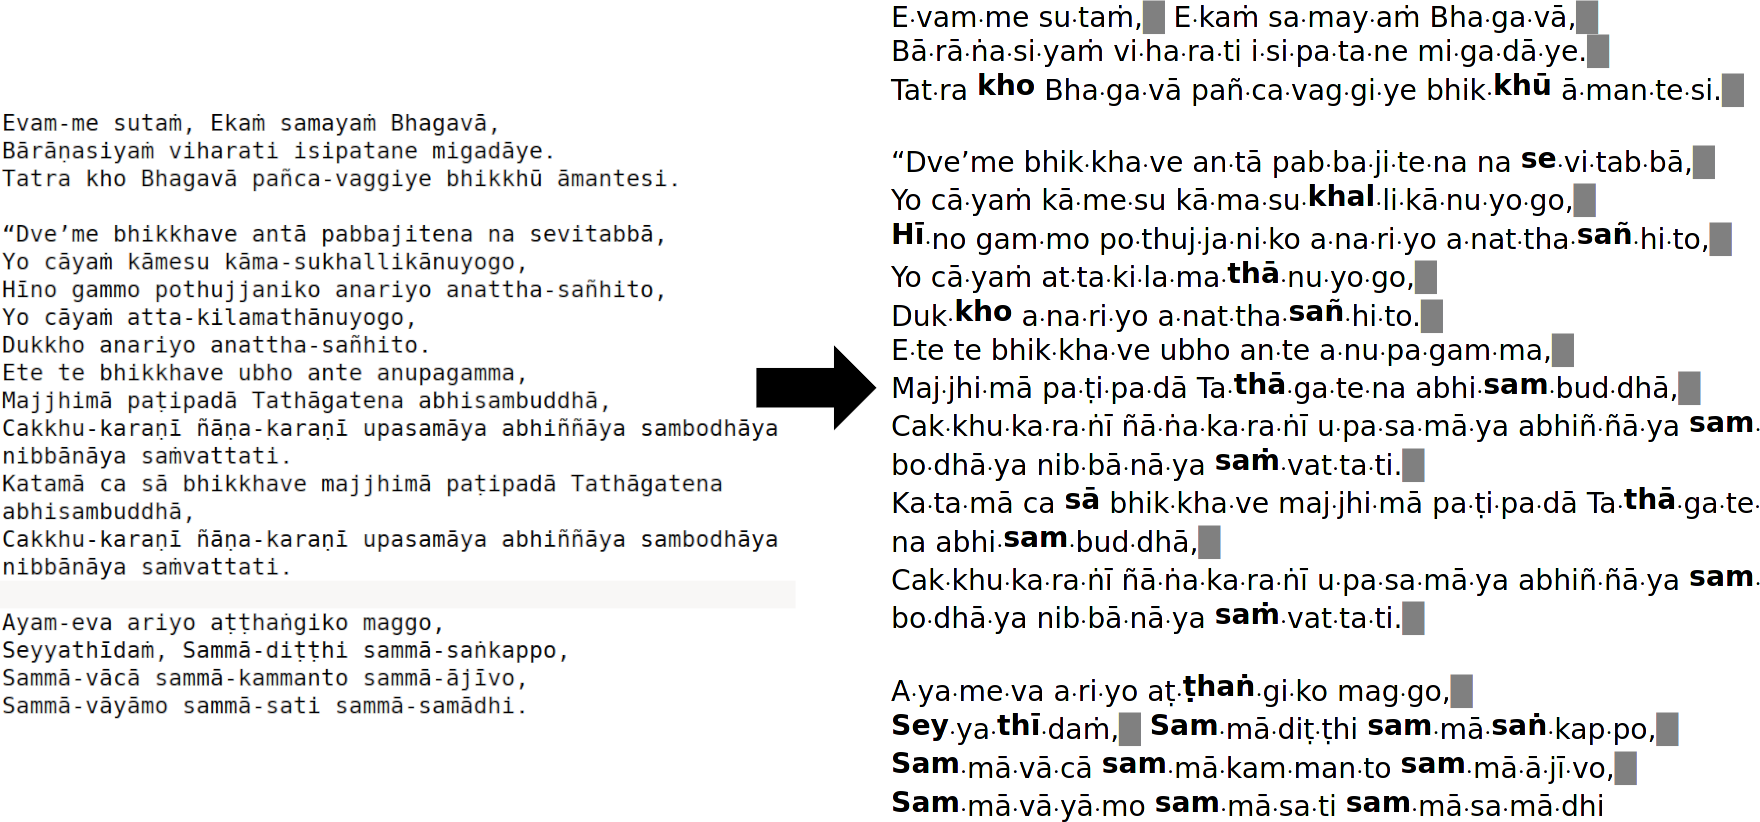 Evam-me sutaṁ, Ekaṁ samayaṁ Bhagavā,
Bārāṇasiyaṁ viharati isipatane migadāye.
Tatra kho Bhagavā pañca-vaggiye bhikkhū āmantesi.
“Dve’me bhikkhave antā pabbajitena na sevitabbā,
Yo cāyaṁ kāmesu kāma-sukhallikānuyogo,
Hīno gammo pothujjaniko anariyo anattha-sañhito,
Yo cāyaṁ atta-kilamathānuyogo,
Dukkho anariyo anattha-sañhito.
Ete te bhikkhave ubho ante anupagamma,
Majjhimā paṭipadā Tathāgatena abhisambuddhā,
Cakkhu-karaṇī ñāṇa-karaṇī upasamāya abhiññāya sambodhāya
nibbānāya saṁvattati.
Katamā ca sā bhikkhave majjhimā paṭipadā Tathāgatena
abhisambuddhā,
Cakkhu-karaṇī ñāṇa-karaṇī upasamāya abhiññāya sambodhāya
nibbānāya saṁvattati.
Ayam-eva ariyo aṭṭhaṅgiko maggo,
Seyyathīdaṁ, Sammā-diṭṭhi sammā-saṅkappo,
Sammā-vācā sammā-kammanto sammā-ājīvo,
Sammā-vāyāmo sammā-sati sammā-samādhi.
E·vam·me su·taṁ, E·kaṁ sa·may·aṁ Bha·ga·vā,
Bā·rā·ṅa·si·yaṁ vi·ha·ra·ti i·si·pa·ta·ne mi·ga·dā·ye.
Tat·ra kho Bha·ga·vā pañ·ca·vag·gi·ye bhik·khū ā·man·te·si.
“Dve’me bhik·kha·ve an·tā pab·ba·ji·te·na na se·vi·tab·bā,
Yo cā·yaṁ kā·me·su kā·ma·su·khal·li·kā·nu·yo·go,
Hī·no gam·mo po·thuj·ja·ni·ko a·na·ri·yo a·nat·tha·sañ·hi·to,
Yo cā·yaṁ at·ta·ki·la·ma·thā·nu·yo·go,
Duk·kho a·na·ri·yo a·nat·tha·sañ·hi·to.
E·te te bhik·kha·ve ubho an·te a·nu·pa·gam·ma,
Maj·jhi·mā pa·ṭi·pa·dā Ta·thā·ga·te·na abhi·sam·bud·dhā,
Cak·khu·ka·ra·ṅī ñā·ṅa·ka·ra·ṅī u·pa·sa·mā·ya abhiñ·ñā·ya sam·
bo·dhā·ya nib·bā·nā·ya saṁ·vat·ta·ti.
Ka·ta·mā ca sā bhik·kha·ve maj·jhi·mā pa·ṭi·pa·dā Ta·thā·ga·te·
na abhi·sam·bud·dhā,
Cak·khu·ka·ra·ṅī ñā·ṅa·ka·ra·ṅī u·pa·sa·mā·ya abhiñ·ñā·ya sam·
bo·dhā·ya nib·bā·nā·ya saṁ·vat·ta·ti.
A·ya·me·va a·ri·yo aṭ·ṭhaṅ·gi·ko mag·go,
Sey·ya·thī·daṁ, Sam·mā·diṭ·ṭhi sam·mā·saṅ·kap·po,
Sam·mā·vā·cā sam·mā·kam·man·to sam·mā·ā·jī·vo,
Sam·mā·vā·yā·mo sam·mā·sa·ti sam·mā·sa·mā·dhi